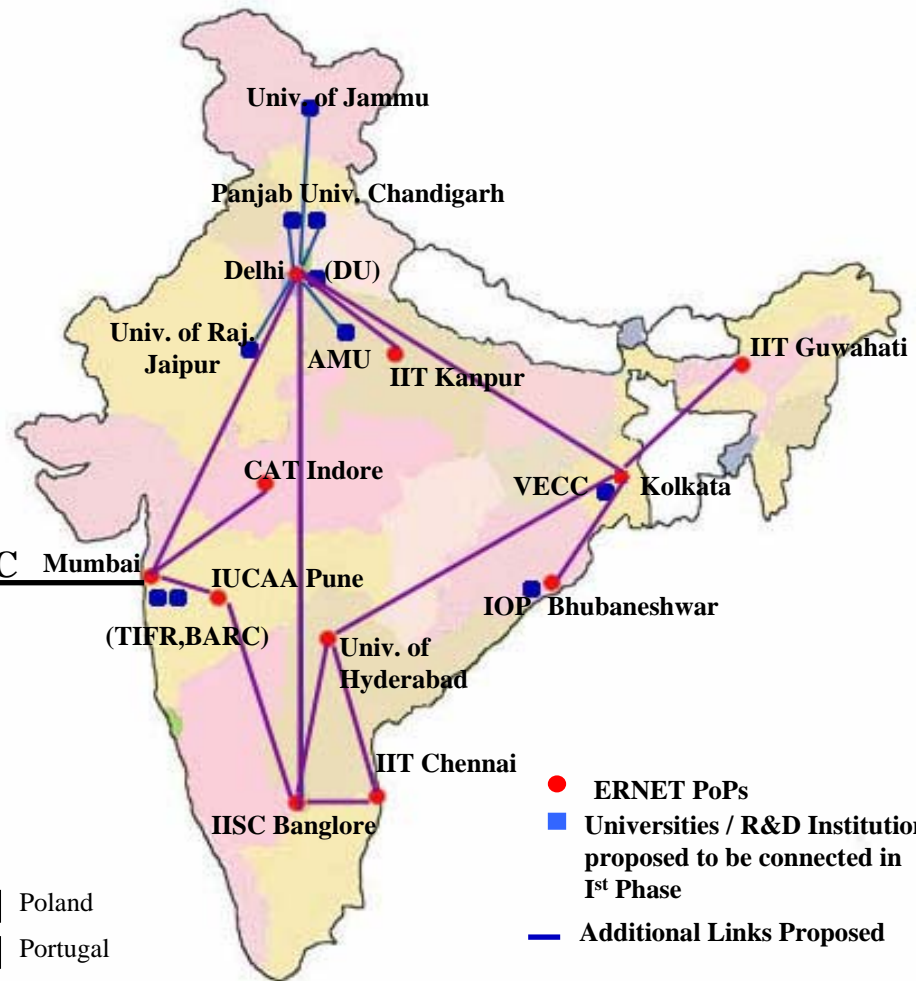 Univ. of Jammu
Panjab Univ. Chandigarh
Delhi (DU)
Univ. of Raj.
Jaipur
AMU
IIT Kanpur
IIT Guwahati
CAT Indore
VECC
Kolkata
C
Mumbai
IUCAA Pune
(TIFR,BARC)
IOP Bhubaneshwar
Univ. of
Hyderabad
IIT Chennai
IISC Banglore
ERNET PoPs
Universities / R&D Institution
proposed to be connected in
Ist Phase
Additional Links Proposed
Poland
Portugal